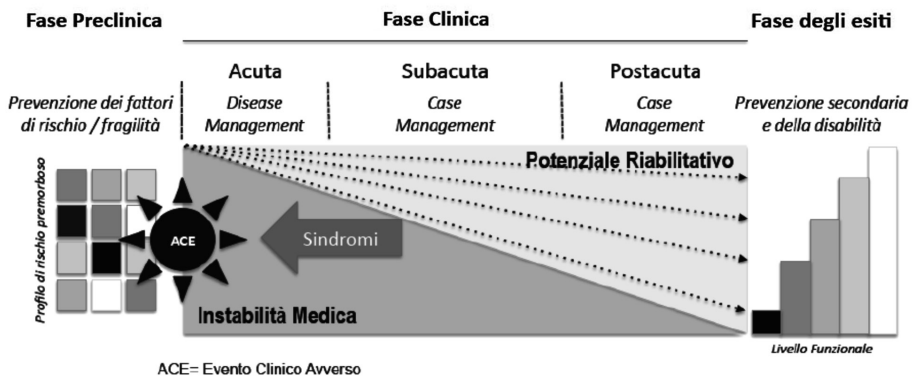 Fase Preclinica
Fase Clinica
Fase degli esiti
Acuta
Subacuta
Postacuta
Prevenzione dei fattori
di rischio / fragilità
Disease
Management
Case
Management
Case
Management
Prevenzione secondaria
e della disabilità
Profilo di rischio premorboso
ACE
Sindromi
Potenziale Riabilitativo
Instabilità Medica
Livello Funzionale
ACE= Evento Clinico Avverso